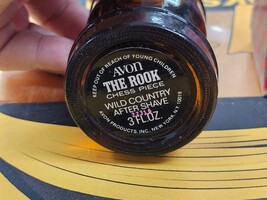 KEEP OUT OF REACH OF YOUNG CHILDREN
AVON
THE ROOK
CHESS PIECE
WILD COUNTRY
AFTER SHAVE
3 FL.OZ.
AVON PRODUCTS, INC. NEW YORK, N.Y. 10019